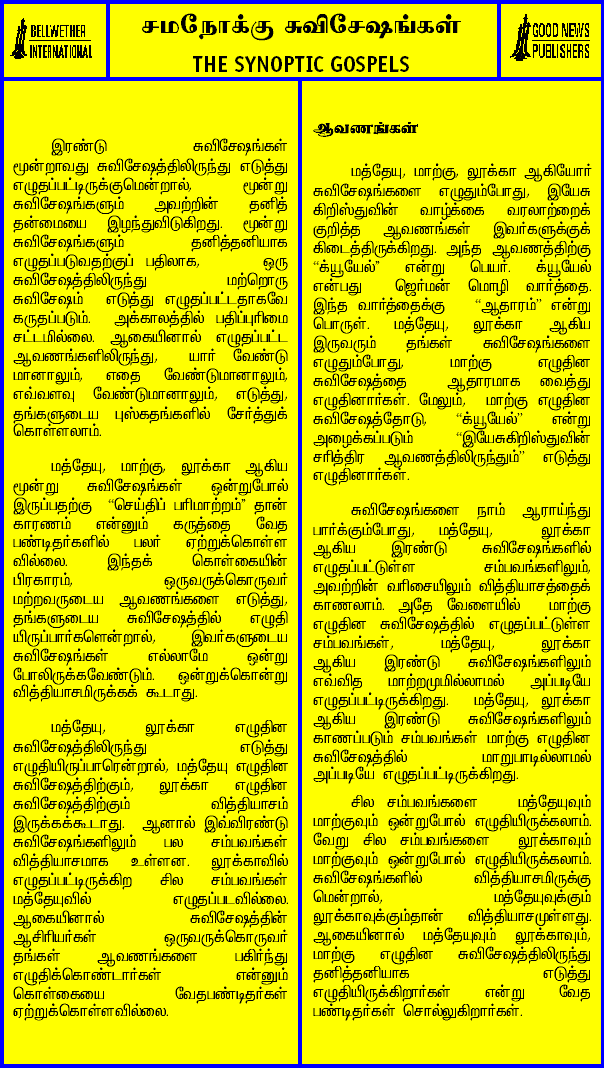 BELLWETHER
INTERNATIONAL
சமநோக்கு சுவிசேஷங்கள்
THE SYNOPTIC GOSPELS
GOOD NEWS
PUBLISHERS
இரண்டு சுவிசேஷங்கள்
மூன்றாவது சுவிசேஷத்திலிருந்து எடுத்து
எழுதப்பட்டிருக்குமென்றால், மூன்று
சுவிசேஷங்களும் அவற்றின் தனித்
தன்மையை இழந்துவிடுகிறது. மூன்று
சுவிசேஷங்களும் தனித்தனியாக
எழுதப்படுவதற்குப் பதிலாக, ஒரு
சுவிசேஷத்திலிருந்து மற்றொரு
சுவிசேஷம் எடுத்து எழுதப்பட்டதாகவே
கருதப்படும். அக்காலத்தில் பதிப்புரிமை
சட்டமில்லை. ஆகையினால் எழுதப்பட்ட
ஆவணங்களிலிருந்து, யார் வேண்டு
மானாலும், எதை வேண்டுமானாலும்,
எவ்வளவு வேண்டுமானாலும், எடுத்து,
தங்களுடைய புஸ்கதங்களில் சேர்த்துக்
கொள்ளலாம்.
மத்தேயு, மாற்கு, லூக்கா ஆகிய
மூன்று சுவிசேஷங்கள் ஒன்றுபோல்
இருப்பதற்கு “செய்திப் பரிமாற்றம்” தான்
காரணம் என்னும் கருத்தை வேத
பண்டிதர்களில் பலர் ஏற்றுக்கொள்ள
வில்லை. இந்தக் கொள்கையின்
பிரகாரம், ஒருவருக்கொருவர்
மற்றவருடைய ஆவணங்களை எடுத்து,
தங்களுடைய சுவிசேஷத்தில் எழுதி
யிருப்பார்களென்றால், இவர்களுடைய
சுவிசேஷங்கள் எல்லாமே ஒன்று
போலிருக்கவேண்டும். ஒன்றுக்கொன்று
வித்தியாசமிருக்கக் கூடாது.
மத்தேயு, லூக்கா எழுதின
சுவிசேஷத்திலிருந்து எடுத்து
எழுதியிருப்பாரென்றால், மத்தேயு எழுதின
சுவிசேஷத்திற்கும், லூக்கா எழுதின
சுவிசேஷத்திற்கும் வித்தியாசம்
இருக்கக்கூடாது. ஆனால் இவ்விரண்டு
சுவிசேஷங்களிலும் பல சம்பவங்கள்
வித்தியாசமாக உள்ளன. லூக்காவில்
எழுதப்பட்டிருக்கிற சில சம்பவங்கள்
மத்தேயுவில் எழுதப்படவில்லை.
ஆகையினால் சுவிசேஷத்தின்
ஆசிரியர்கள் ஒருவருக்கொருவர்
தங்கள் ஆவணங்களை பகிர்ந்து
எழுதிக்கொண்டார்கள் என்னும்
கொள்கையை வேதபண்டிதர்கள்
ஏற்றுக்கொள்ளவில்லை.
ஆவணங்கள்
மத்தேயு, மாற்கு, லூக்கா ஆகியோர்
சுவிசேஷங்களை எழுதும்போது, இயேசு
கிறிஸ்துவின் வாழ்க்கை வரலாற்றைக்
குறித்த ஆவணங்கள் இவர்களுக்குக்
கிடைத்திருக்கிறது. அந்த ஆவணத்திற்கு
“க்யூயேல்” என்று பெயர். க்யூயேல்
என்பது ஜெர்மன் மொழி வார்த்தை.
இந்த வார்த்தைக்கு “ஆதாரம்” என்று
பொருள். மத்தேயு, லூக்கா ஆகிய
இருவரும் தங்கள் சுவிசேஷங்களை
எழுதும்போது, மாற்கு எழுதின
சுவிசேஷத்தை ஆதாரமாக வைத்து
எழுதினார்கள். மேலும், மாற்கு எழுதின
சுவிசேஷத்தோடு, “க்யூயேல்” என்று
அழைக்கப்படும் “இயேசுகிறிஸ்துவின்
சரித்திர ஆவணத்திலிருந்தும்” எடுத்து
எழுதினார்கள்.
சுவிசேஷங்களை நாம் ஆராய்ந்து
பார்க்கும்போது, மத்தேயு, லூக்கா
ஆகிய இரண்டு சுவிசேஷங்களில்
எழுதப்பட்டுள்ள சம்பவங்களிலும்,
அவற்றின் வரிசையிலும் வித்தியாசத்தைக்
காணலாம். அதே வேளையில் மாற்கு
எழுதின சுவிசேஷத்தில் எழுதப்பட்டுள்ள
சம்பவங்கள், மத்தேயு, லூக்கா
ஆகிய இரண்டு சுவிசேஷங்களிலும்
எவ்வித மாற்றமுமில்லாமல் அப்படியே
எழுதப்பட்டிருக்கிறது. மத்தேயு, லூக்கா
ஆகிய இரண்டு சுவிசேஷங்களிலும்
காணப்படும் சம்பவங்கள் மாற்கு எழுதின
சுவிசேஷத்தில் மாறுபாடில்லாமல்
அப்படியே எழுதப்பட்டிருக்கிறது.
சில சம்பவங்களை மத்தேயுவும்
மாற்குவும் ஒன்றுபோல் எழுதியிருக்கலாம்.
வேறு சில சம்பவங்களை லூக்காவும்
மாற்குவும் ஒன்றுபோல் எழுதியிருக்கலாம்.
சுவிசேஷங்களில் வித்தியாசமிருக்கு
மென்றால், மத்தேயுவுக்கும்
லூக்காவுக்கும்தான் வித்தியாசமுள்ளது.
ஆகையினால் மத்தேயுவும் லூக்காவும்,
மாற்கு எழுதின சுவிசேஷத்திலிருந்து
தனித்தனியாக எடுத்து
எழுதியிருக்கிறார்கள் என்று வேத
பண்டிதர்கள் சொல்லுகிறார்கள்.